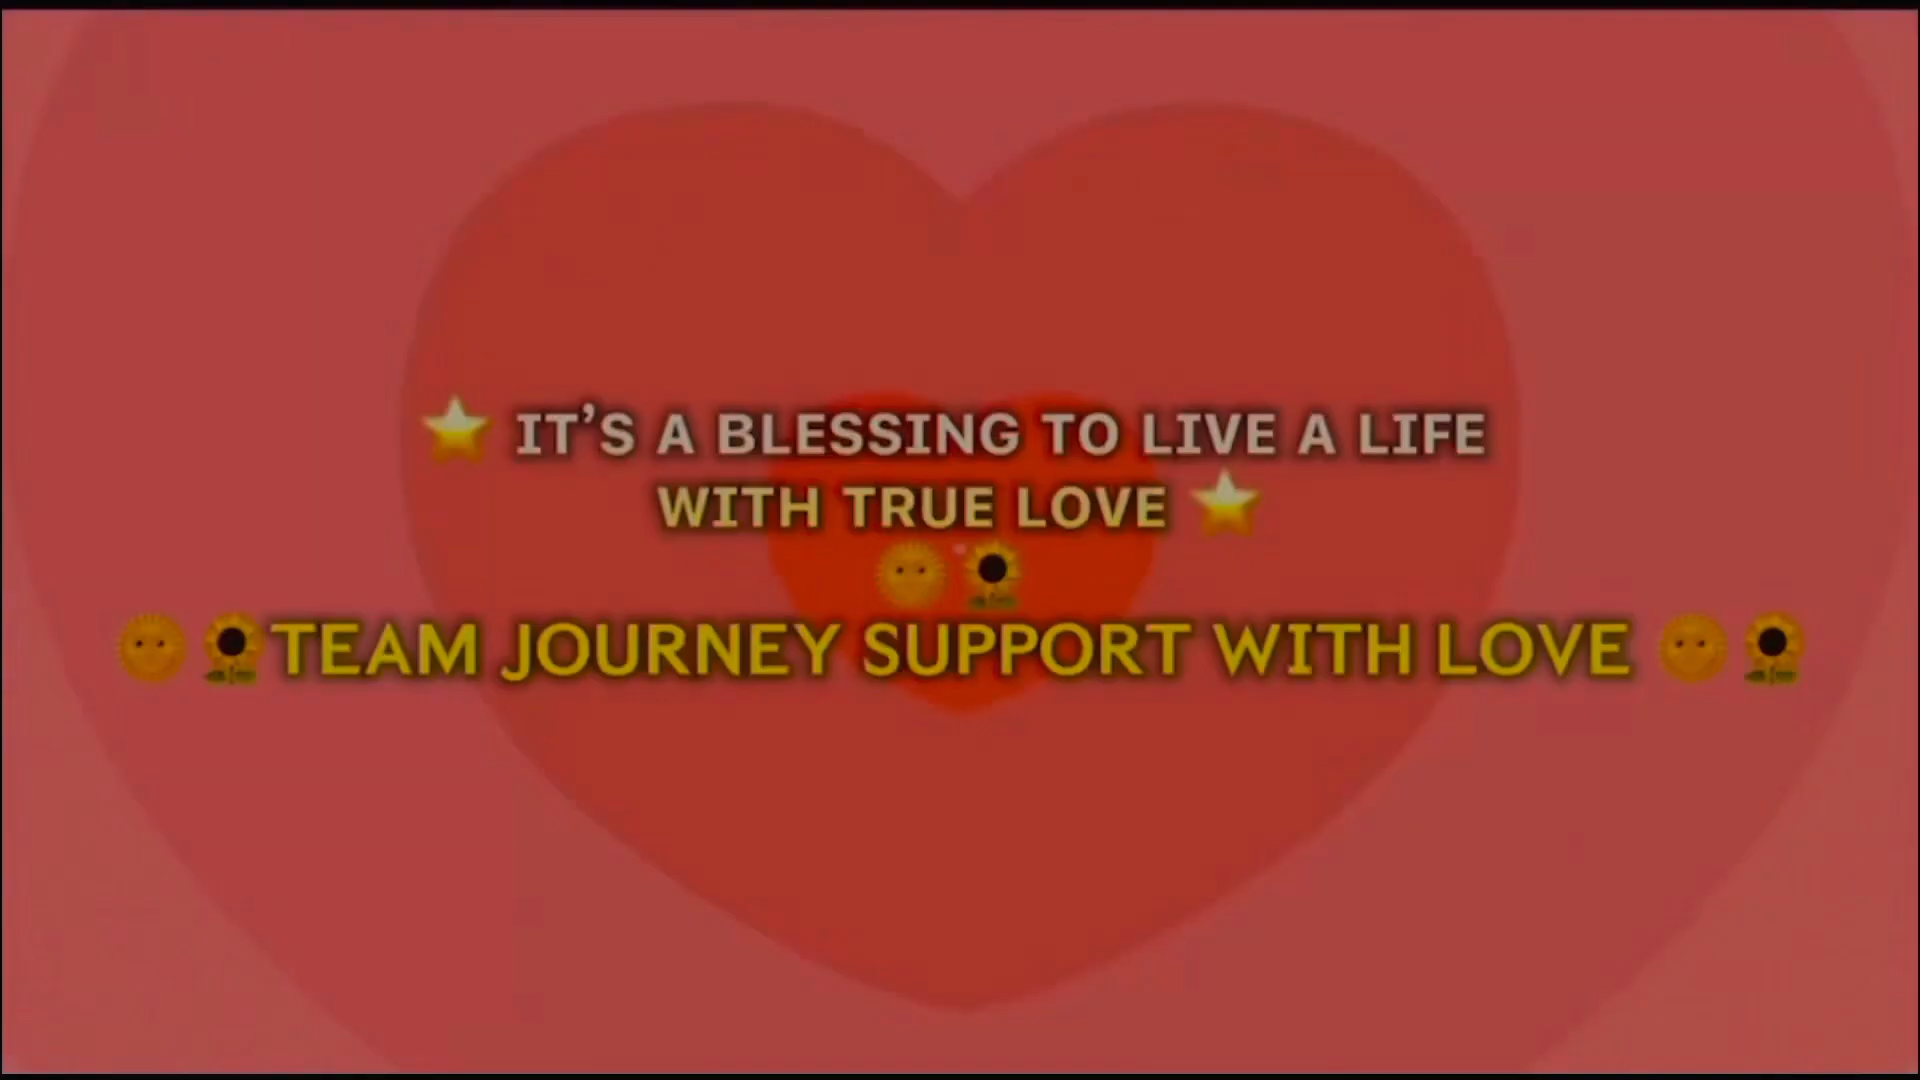 ⭐ IT'S A BLESSING TO LIVE A LIFE
WITH TRUE LOVE ⭐
🌞 🌻
🌞 🌻TEAM JOURNEY SUPPORT WITH LOVE 🌞 🌻